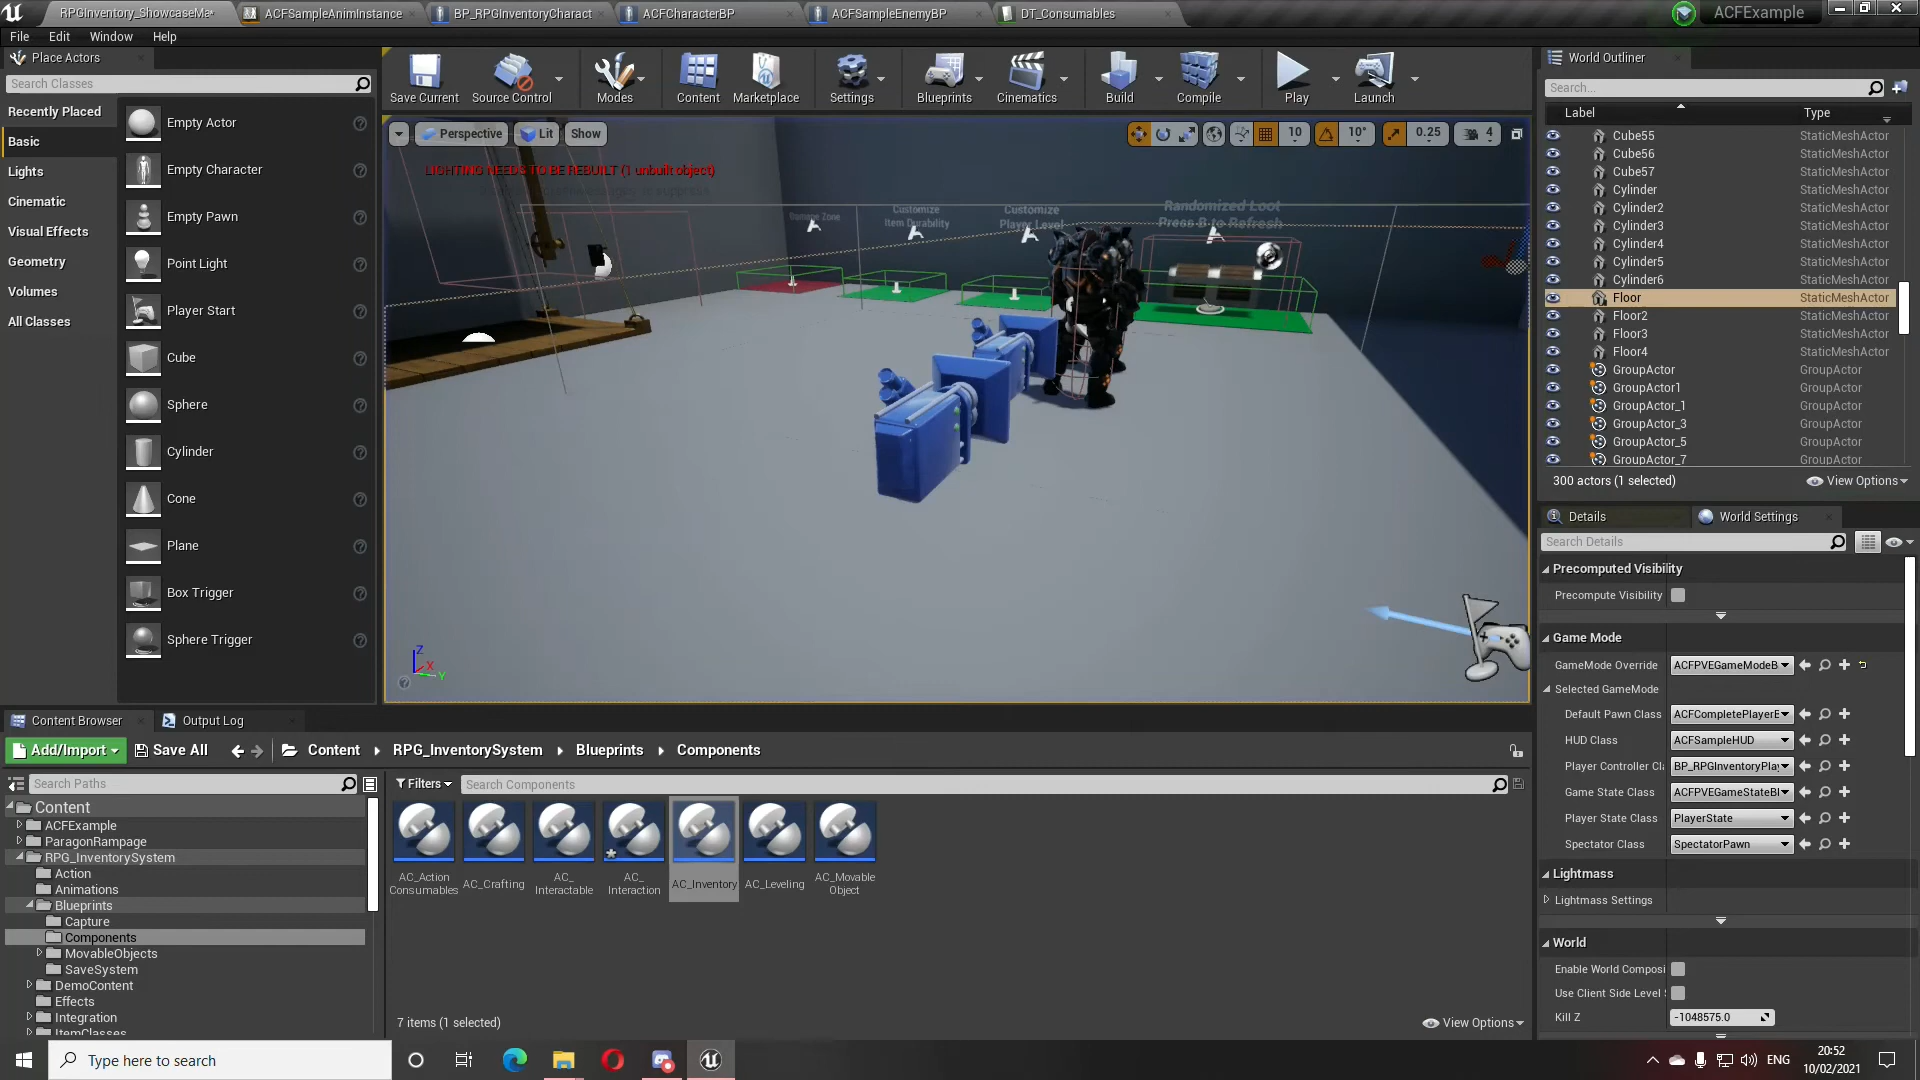 RPGInventory_ShowcaseMa*
ACFSampleAnimInstance
BP_RPGInventoryCharact
ACFCharacterBP
ACFSampleEnemyBP
DT_Consumables
ACFExample
File Edit Window Help
Place Actors
Search Classes
Recently Placed
Basic
Lights
Cinematic
Visual Effects
Geometry
Volumes
All Classes
Empty Actor
Empty Character
Empty Pawn
Point Light
Player Start
Cube
Sphere
Cylinder
Cone
Plane
Box Trigger
Sphere Trigger
Save Current
Source Control
Modes
Content
Marketplace
Settings
Blueprints
Cinematics
Build
Compile
Play
Launch
Perspective Lit Show
10 10° 0.25 4
LIGHTING NEEDS TO BE REBUILT (1 unbuilt object)
Damage Zone
Customize
Item Durability
Customize
Player Level
Randomized Loot
Press B to Refresh
Z
X
Y
World Outliner
Search...
Label Type
Cube55 StaticMeshActor
Cube56 StaticMeshActor
Cube57 StaticMeshActor
Cylinder StaticMeshActor
Cylinder2 StaticMeshActor
Cylinder3 StaticMeshActor
Cylinder4 StaticMeshActor
Cylinder5 StaticMeshActor
Cylinder6 StaticMeshActor
Floor StaticMeshActor
Floor2 StaticMeshActor
Floor3 StaticMeshActor
Floor4 StaticMeshActor
GroupActor GroupActor
GroupActor1 GroupActor
GroupActor_1 GroupActor
GroupActor_3 GroupActor
GroupActor_5 GroupActor
GroupActor_7 GroupActor
300 actors (1 selected) View Options
Details World Settings
Search Details
Precomputed Visibility
Precompute Visibility
Game Mode
GameMode Override ACFPVEGameModeB
Selected GameMode
Default Pawn Class ACFCompletePlayerE
HUD Class ACFSampleHUD
Player Controller Cl BP_RPGInventoryPlay
Game State Class ACFPVEGameStateBl
Player State Class PlayerState
Spectator Class SpectatorPawn
Lightmass
Lightmass Settings
World
Enable World Composi
Use Client Side Level
Kill Z -1048575.0
Content Browser Output Log
Add/Import Save All Content RPG_InventorySystem Blueprints Components
Search Paths
Filters Search Components
Content
ACFExample
ParagonRampage
RPG_InventorySystem
Action
Animations
Blueprints
Capture
Components
MovableObjects
SaveSystem
DemoContent
Effects
Integration
ItemClasses
AC_Action
Consumables
AC_Crafting
AC_
Interactable
AC_
Interaction
AC_Inventory
AC_Leveling
AC_Movable
Object
7 items (1 selected) View Options
Type here to search
ENG
20:52
10/02/2021